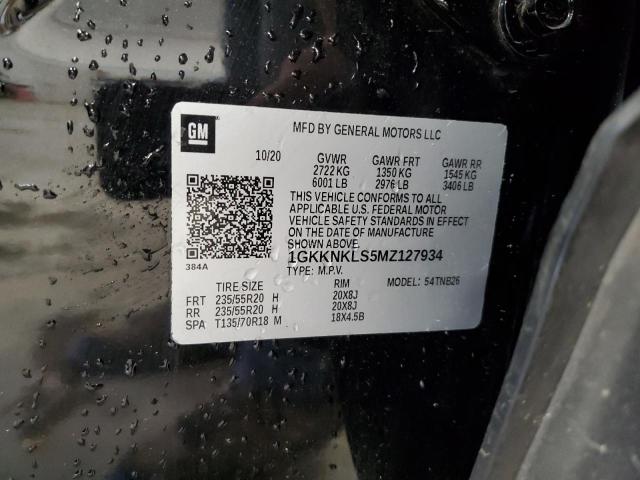 GM
MFD BY GENERAL MOTORS LLC
10/20 GVWR GAWR FRT GAWR RR
2722 KG 1350 KG 1545 KG
6001 LB 2976 LB 3406 LB
THIS VEHICLE CONFORMS TO ALL
APPLICABLE U.S. FEDERAL MOTOR
VEHICLE SAFETY STANDARDS IN EFFECT
ON THE DATE OF MANUFACTURE
SHOWN ABOVE.
384A
1GKKNKLS5MZ127934
TYPE: M.P.V. MODEL: 54TNB26
TIRE SIZE RIM
FRT 235/55R20 H 20X8J
RR 235/55R20 H 20X8J
SPA T135/70R18 M 18X4.5B